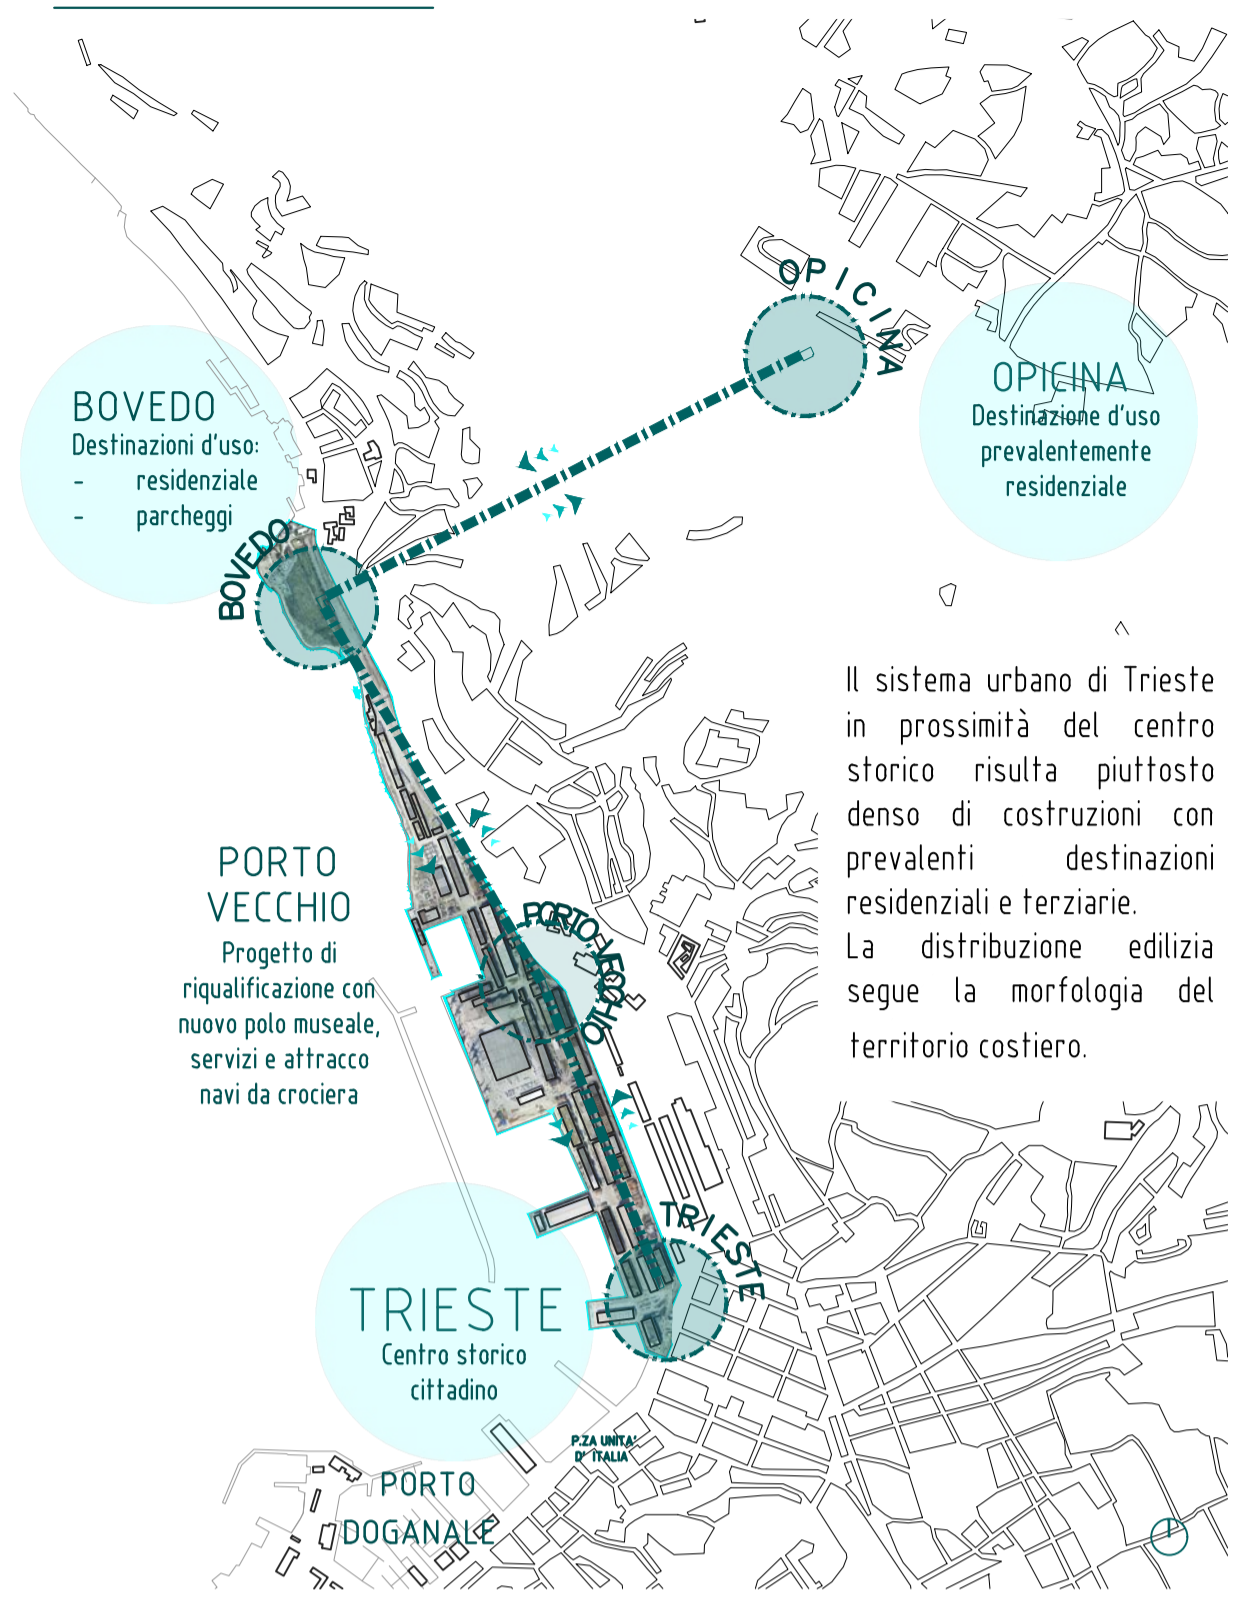 OPICINA
BOVEDO
Destinazioni d'uso:
- residenziale
- parcheggi
OPICINA
Destinazione d'uso
prevalentemente
residenziale
BOVEDO
Il sistema urbano di Trieste
in prossimità del centro
storico risulta piuttosto
denso di costruzioni con
prevalenti destinazioni
residenziali e terziarie.
La distribuzione edilizia
segue la morfologia del
territorio costiero.
PORTO
VECCHIO
Progetto di
riqualificazione con
nuovo polo museale,
servizi e attracco
navi da crociera
PORTO VECCHIO
TRIESTE
TRIESTE
Centro storico
cittadino
P.ZA UNITA'
D' ITALIA
PORTO
DOGANALE